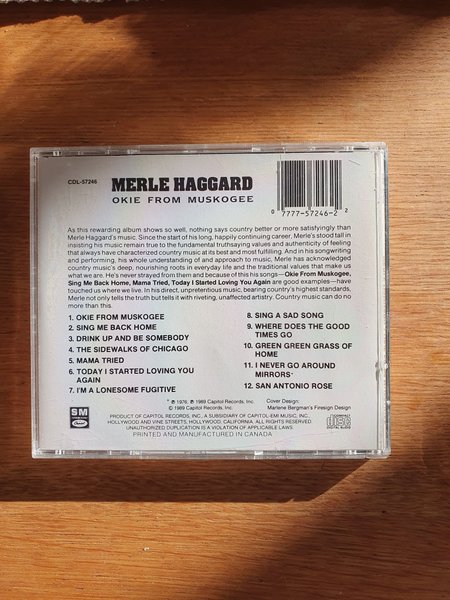 CDL-57246
MERLE HAGGARD
OKIE FROM MUSKOGEE
0 7777-57246-2 2
As this rewarding album shows so well, nothing says country better or more satisfyingly than
Merle Haggard's music. Since the start of his long, happily continuing career, Merle's stood tall in
insisting his music remain true to the fundamental truthsaying values and authenticity of feeling
that always have characterized country music at its best and most fulfilling. And in his songwriting
and performing, his whole understanding of and approach to music, Merle has acknowledged
country music's deep, nourishing roots in everyday life and the traditional values that make us
what we are. He's never strayed from them and because of this his songs—Okie From Muskogee,
Sing Me Back Home, Mama Tried, Today I Started Loving You Again are good examples—have
touched us where we live. In his direct, unpretentious music, bearing country's highest standards,
Merle not only tells the truth but tells it with riveting, unaffected artistry. Country music can do no
more than this.
1. OKIE FROM MUSKOGEE
2. SING ME BACK HOME
3. DRINK UP AND BE SOMEBODY
4. THE SIDEWALKS OF CHICAGO
5. MAMA TRIED
6. TODAY I STARTED LOVING YOU
AGAIN
7. I'M A LONESOME FUGITIVE
8. SING A SAD SONG
9. WHERE DOES THE GOOD
TIMES GO
10. GREEN GREEN GRASS OF
HOME
11. I NEVER GO AROUND
MIRRORS*
12. SAN ANTONIO ROSE
* ℗ 1976, ℗ 1989 Capitol Records, Inc.
© 1989 Capitol Records, Inc.
Cover Design:
Marlene Bergman's Firesign Design
SM
Capitol
PRODUCT OF CAPITOL RECORDS, INC., A SUBSIDIARY OF CAPITOL-EMI MUSIC, INC.
HOLLYWOOD AND VINE STREETS, HOLLYWOOD, CALIFORNIA. ALL RIGHTS RESERVED.
UNAUTHORIZED DUPLICATION IS A VIOLATION OF APPLICABLE LAWS.
PRINTED AND MANUFACTURED IN CANADA
COMPACT
disc
DIGITAL AUDIO